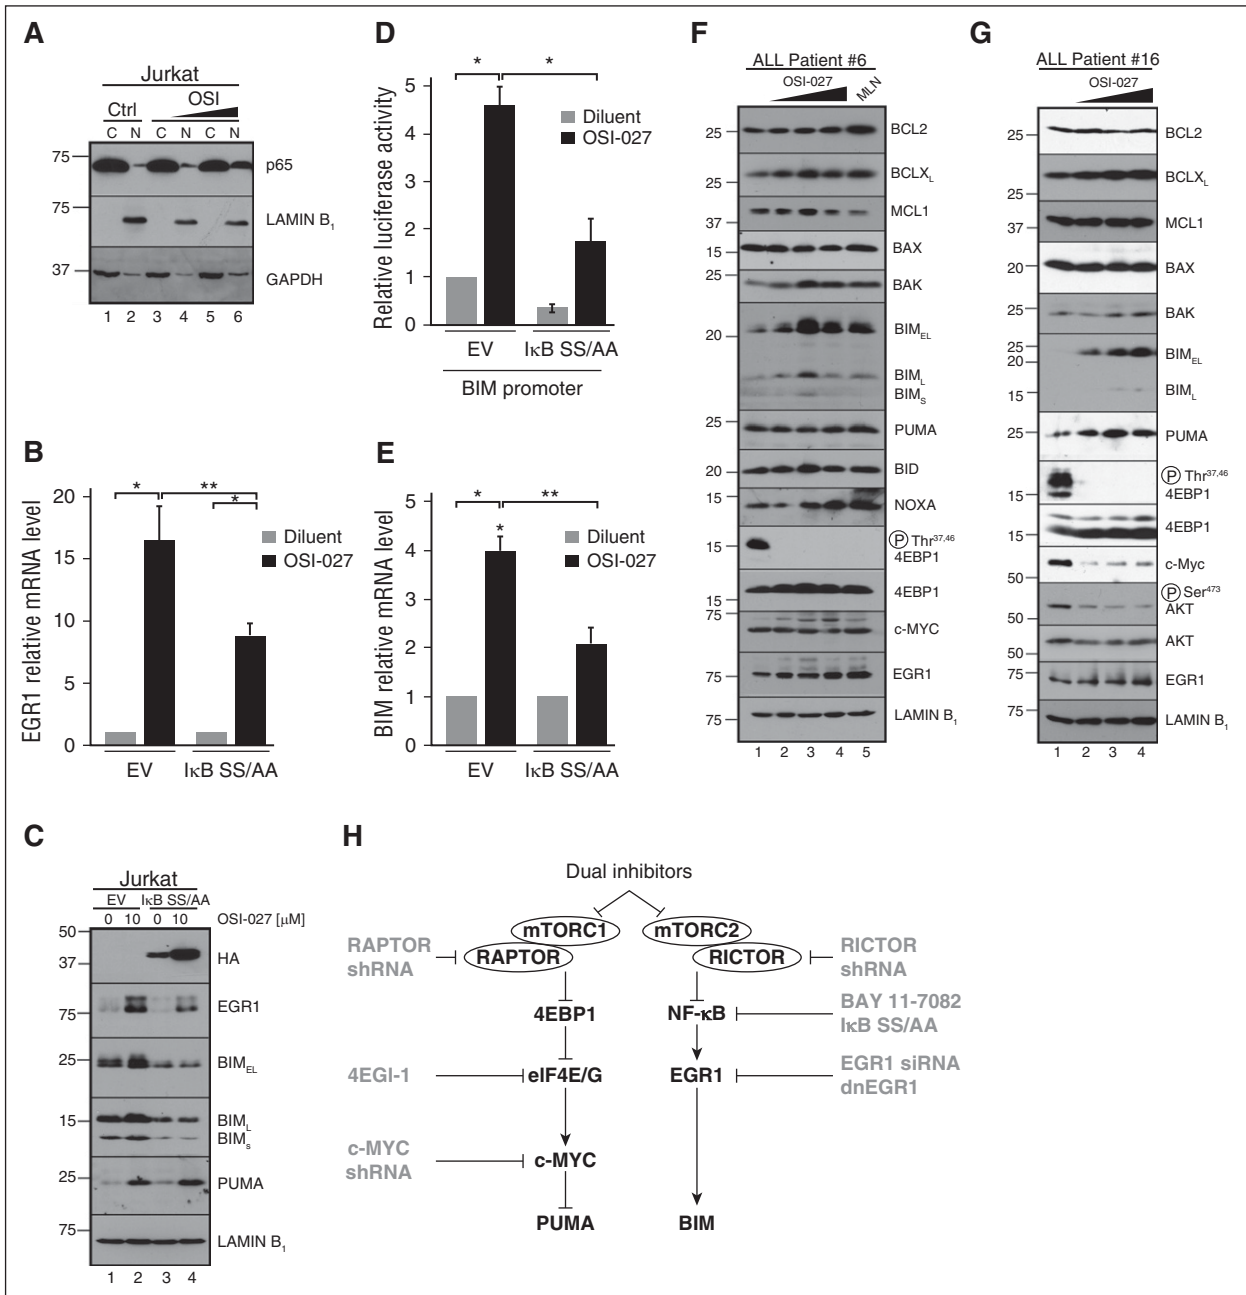 A
Jurkat
Ctrl OSI
C N C N C N
75 p65
75 LAMIN B1
37 GAPDH
1 2 3 4 5 6
B
EGR1 relative mRNA level
20
15
10
5
0
* ** *
Diluent
OSI-027
EV IκB SS/AA
C
Jurkat
EV IκB SS/AA
0 10 0 10 OSI-027 [μM]
50
37 HA
75 EGR1
25 BIMEL
15 BIML
BIMs
25 PUMA
75 LAMIN B1
1 2 3 4
D
Relative luciferase activity
5
4
3
2
1
0
* *
Diluent
OSI-027
EV IκB SS/AA
BIM promoter
E
BIM relative mRNA level
5
4
3
2
1
0
* **
*
Diluent
OSI-027
EV IκB SS/AA
F
ALL Patient #6
OSI-027 MLN
25 BCL2
25 BCLXL
37 MCL1
15 BAX
25 BAK
20 BIMEL
BIML
BIMS
25 PUMA
20 BID
15 NOXA
15 P Thr37,46
4EBP1
15 4EBP1
75 c-MYC
75 EGR1
75 LAMIN B1
1 2 3 4 5
G
ALL Patient #16
OSI-027
25 BCL2
25 BCLXL
37 MCL1
20 BAX
25 BAK
25
20 BIMEL
15 BIML
25 PUMA
P Thr37,46
15 4EBP1
15 4EBP1
50 c-Myc
P Ser473
50 AKT
50 AKT
75 EGR1
75 LAMIN B1
1 2 3 4
H
Dual inhibitors
mTORC1 mTORC2
RAPTOR
shRNA
RAPTOR RICTOR
RICTOR
shRNA
4EBP1 NF-κB
BAY 11-7082
IκB SS/AA
4EGI-1 eIF4E/G EGR1
EGR1 siRNA
dnEGR1
c-MYC
shRNA
c-MYC
PUMA BIM